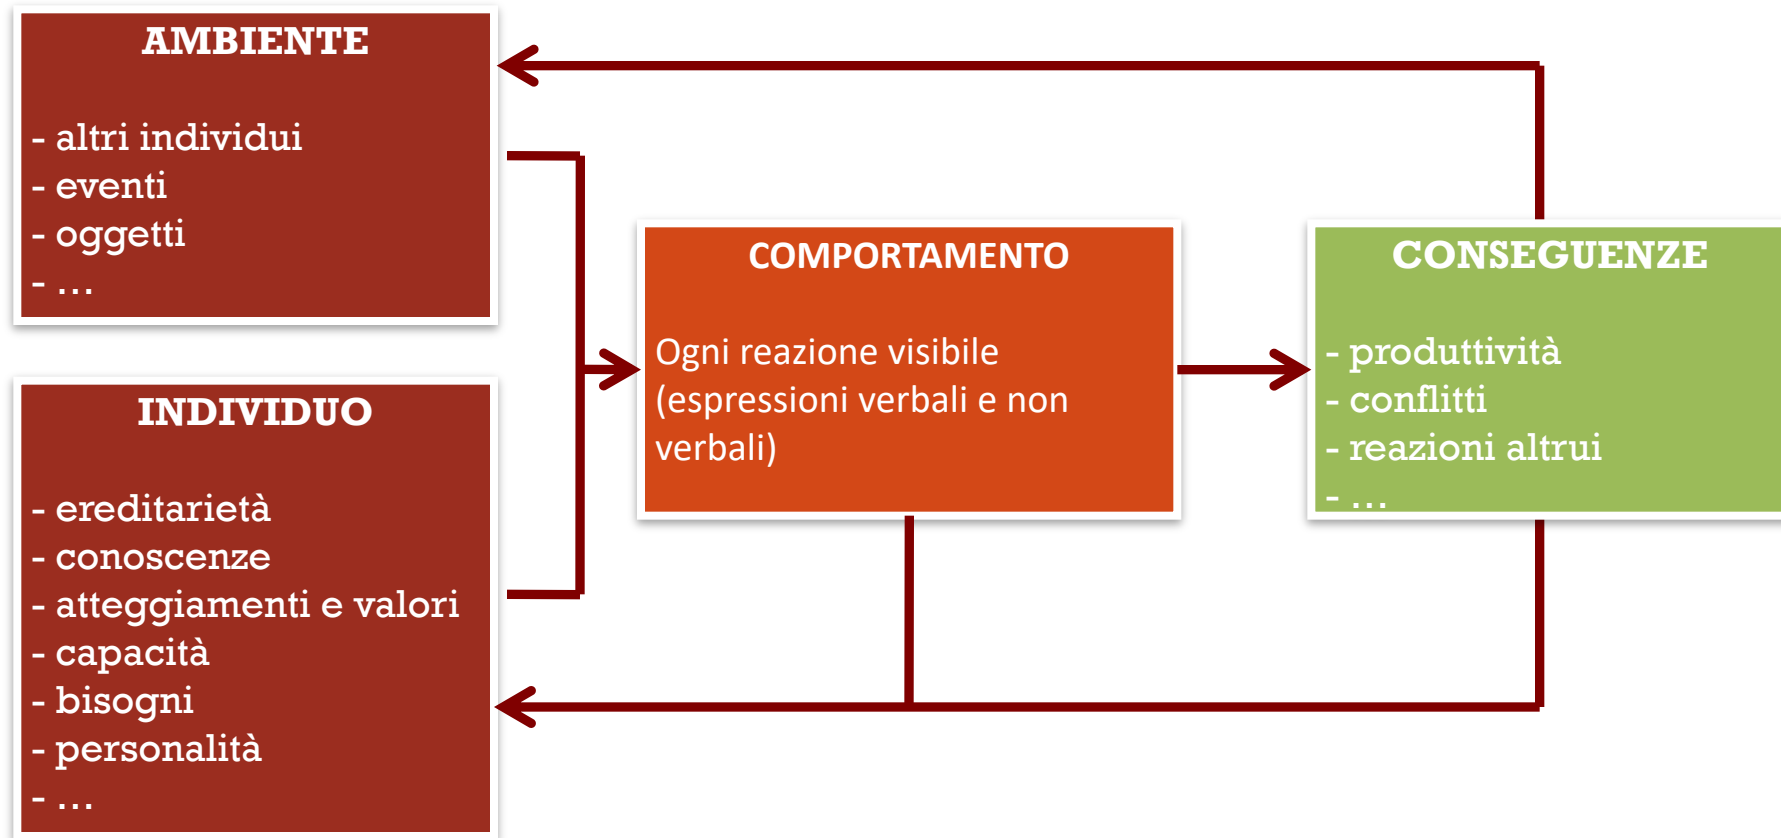 AMBIENTE
- altri individui
- eventi
- oggetti
- ...
INDIVIDUO
- ereditarietà
- conoscenze
- atteggiamenti e valori
- capacità
- bisogni
- personalità
- ...
COMPORTAMENTO
Ogni reazione visibile
(espressioni verbali e non
verbali)
CONSEGUENZE
- produttività
- conflitti
- reazioni altrui
- ...